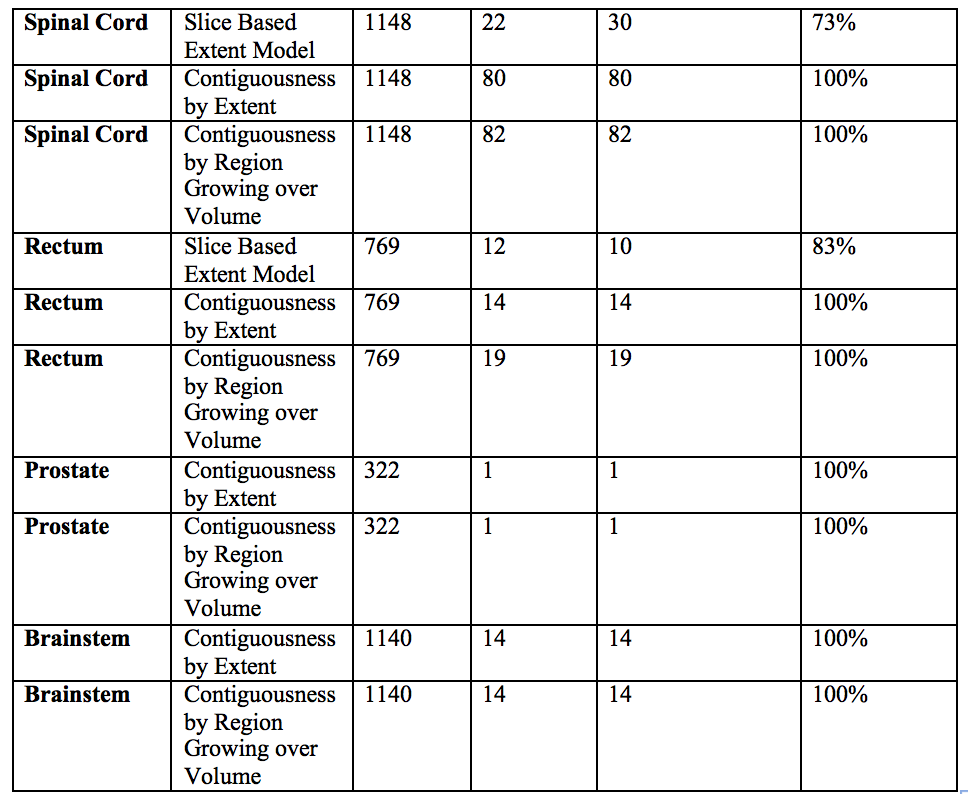 Spinal Cord Slice Based 1148 22 30 73%
Extent Model
Spinal Cord Contiguousness 1148 80 80 100%
by Extent
Spinal Cord Contiguousness 1148 82 82 100%
by Region
Growing over
Volume
Rectum Slice Based 769 12 10 83%
Extent Model
Rectum Contiguousness 769 14 14 100%
by Extent
Rectum Contiguousness 769 19 19 100%
by Region
Growing over
Volume
Prostate Contiguousness 322 1 1 100%
by Extent
Prostate Contiguousness 322 1 1 100%
by Region
Growing over
Volume
Brainstem Contiguousness 1140 14 14 100%
by Extent
Brainstem Contiguousness 1140 14 14 100%
by Region
Growing over
Volume